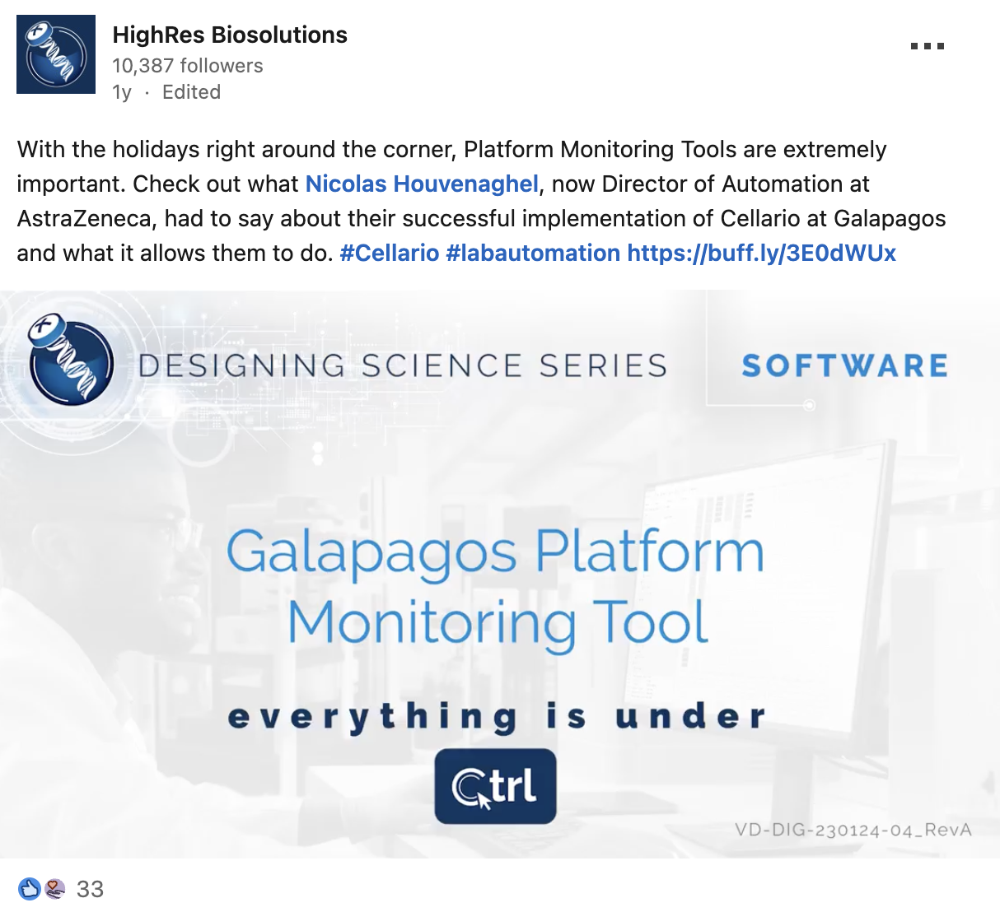 HighRes Biosolutions
10,387 followers
1y · Edited
With the holidays right around the corner, Platform Monitoring Tools are extremely
important. Check out what Nicolas Houvenaghel, now Director of Automation at
AstraZeneca, had to say about their successful implementation of Cellario at Galapagos
and what it allows them to do. #Cellario #labautomation https://buff.ly/3E0dWUx
DESIGNING SCIENCE SERIES SOFTWARE
Galapagos Platform
Monitoring Tool
everything is under
Ctrl
VD-DIG-230124-04_RevA
33